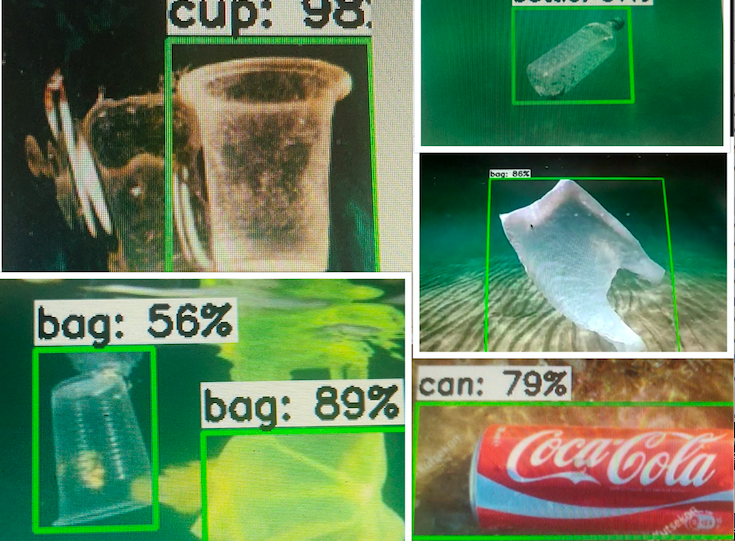 cup: 98
bag: 86%
bag: 56%
bag: 89%
can: 79%
Coca-Cola